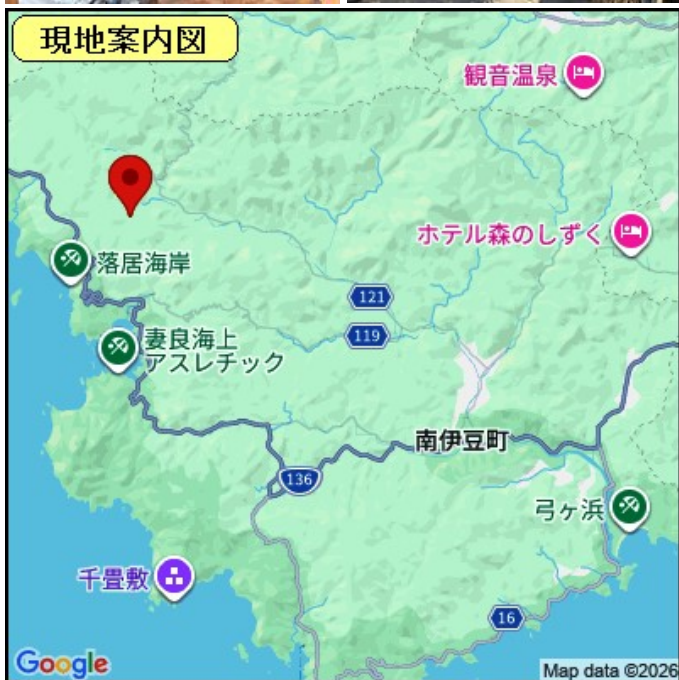 現地案内図
観音温泉
ホテル森のしずく
落居海岸
121
119
妻良海上
アスレチック
南伊豆町
136
弓ヶ浜
千畳敷
16
Google
Map data ©2026